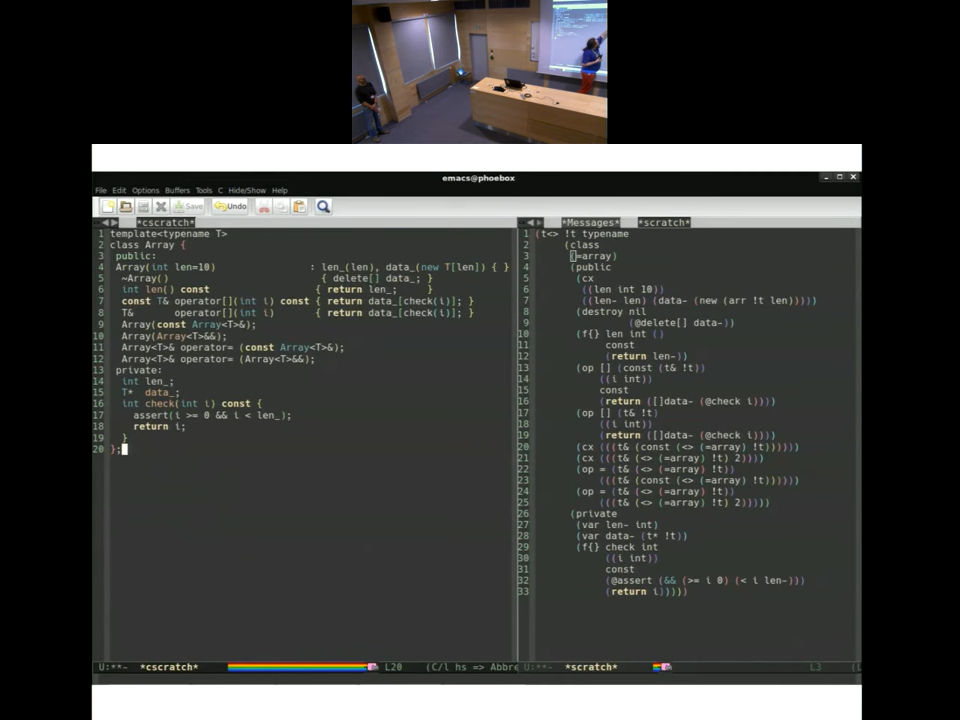 emacs@phoebox
File Edit Options Buffers Tools C Hide/Show Help
Save Undo
*cscratch*
1 template<typename T>
2 class Array {
3 public:
4 Array(int len=10) : len_(len), data_(new T[len]) { }
5 ~Array() { delete[] data_; }
6 int len() const { return len_; }
7 const T& operator[](int i) const { return data_[check(i)]; }
8 T& operator[](int i) { return data_[check(i)]; }
9 Array(const Array<T>&);
10 Array(Array<T>&&);
11 Array<T>& operator= (const Array<T>&);
12 Array<T>& operator= (Array<T>&&);
13 private:
14 int len_;
15 T* data_;
16 int check(int i) const {
17 assert(i >= 0 && i < len_);
18 return i;
19 }
20 };
U:**- *cscratch* L20 (C/l hs => Abbre
*Messages* *scratch*
1 (t<> !t typename
2 (class
3 (=array)
4 (public
5 (cx
6 ((len int 10))
7 ((len- len) (data- (new (arr !t len)))))
8 (destroy nil
9 (@delete[] data-))
10 (f{} len int ()
11 const
12 (return len-))
13 (op [] (const (t& !t))
14 ((i int))
15 const
16 (return ([]data- (@check i))))
17 (op [] (t& !t)
18 ((i int))
19 (return ([]data- (@check i))))
20 (cx (((t& (const (<> (=array) !t))))))
21 (cx (((t& (<> (=array) !t) 2))))
22 (op = (t& (<> (=array) !t))
23 (((t& (const (<> (=array) !t))))))
24 (op = (t& (<> (=array) !t))
25 (((t& (<> (=array) !t) 2)))))
26 (private
27 (var len- int)
28 (var data- (t* !t))
29 (f{} check int
30 ((i int))
31 const
32 (@assert (&& (>= i 0) (< i len-)))
33 (return i)))))
U:**- *scratch* L3